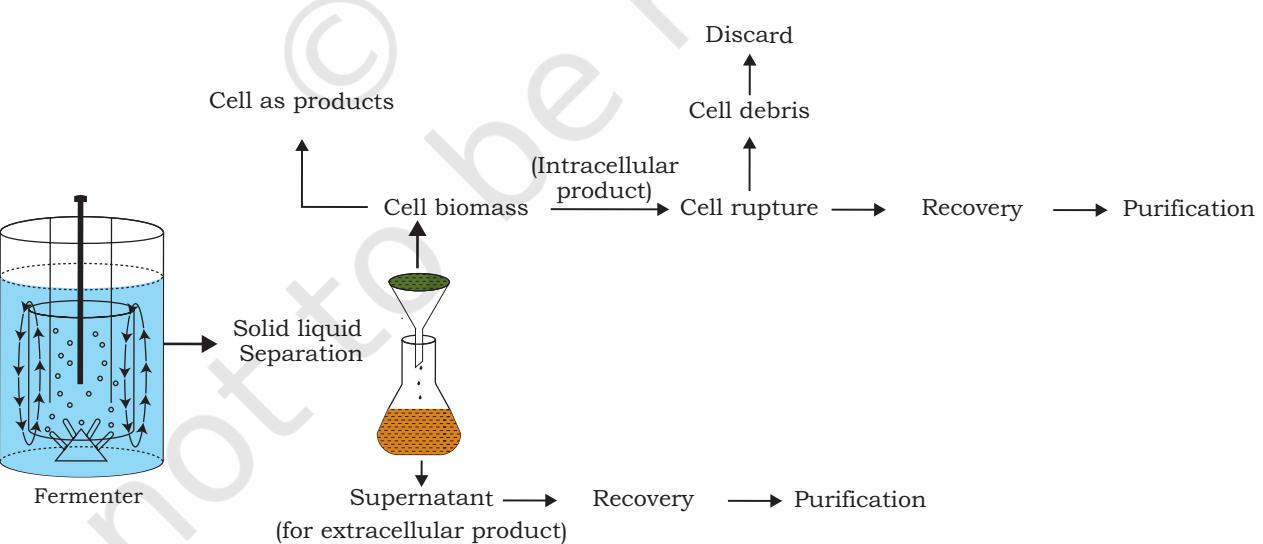 Discard
Cell as products
Cell debris
(Intracellular
product)
Cell biomass
Cell rupture
Recovery
Purification
Solid liquid
Separation
Fermenter
Supernatant
Recovery
Purification
(for extracellular product)
©
not to be r